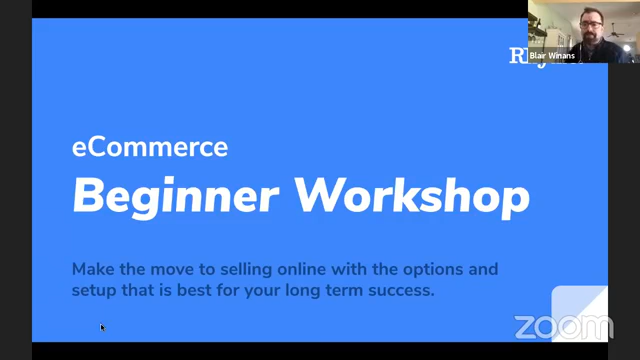 Blair Winans
eCommerce
Beginner Workshop
Make the move to selling online with the options and
setup that is best for your long term success.
zoom